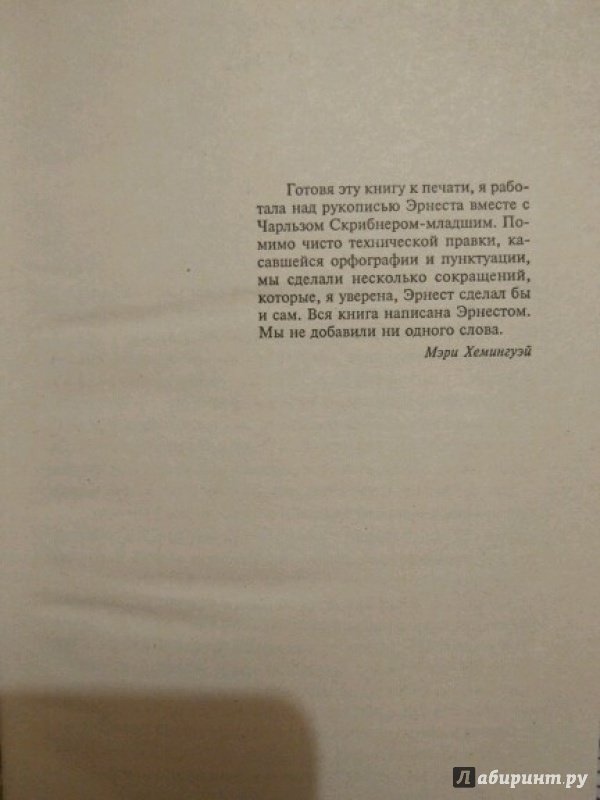 Готовя эту книгу к печати, я рабо-
тала над рукописью Эрнеста вместе с
Чарльзом Скрибнером-младшим. По-
мимо чисто технической правки, ка-
савшейся орфографии и пунктуации,
мы сделали несколько сокращений,
которые, я уверена, Эрнест сделал бы
и сам. Вся книга написана Эрнестом.
Мы не добавили ни одного слова.
Мэри Хемингуэй
Лабиринт.ру